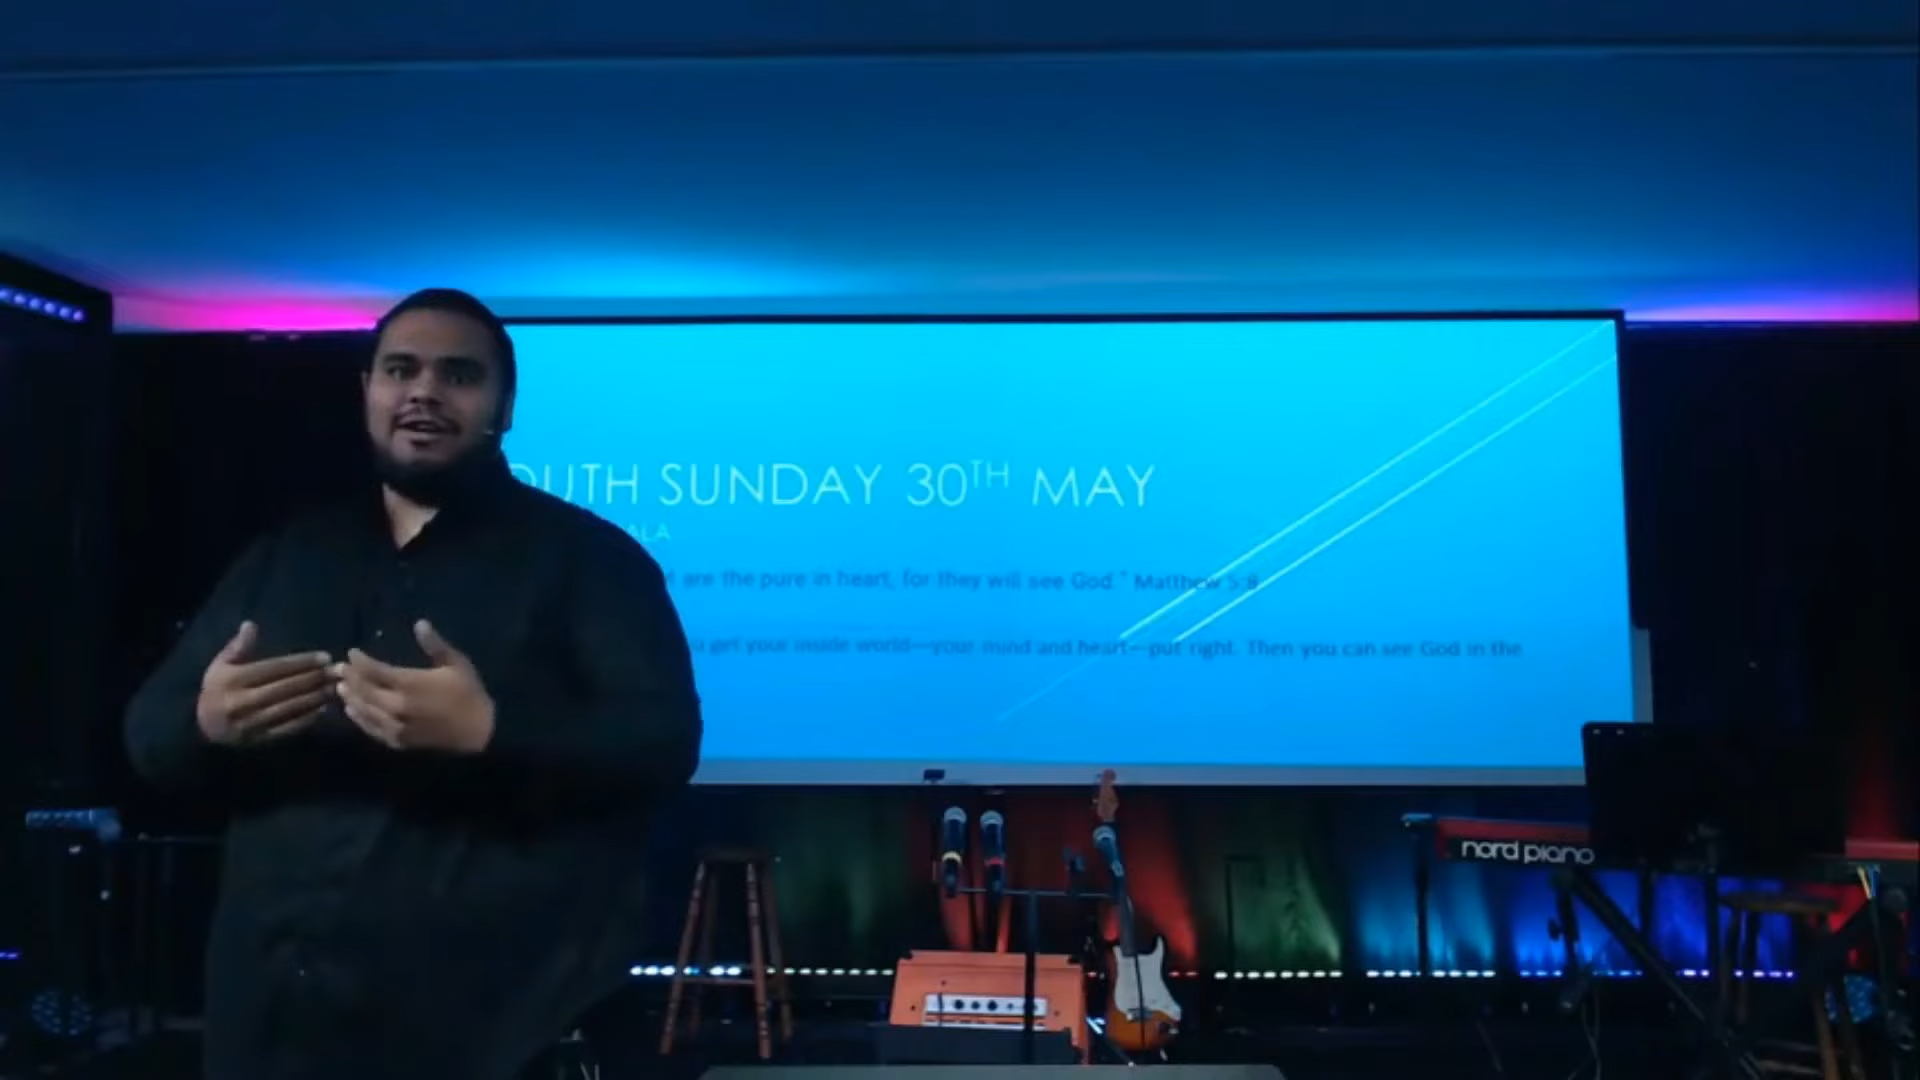 OUTH SUNDAY 30TH MAY
ALA
are the pure in heart, for they will see God." Matthew 5:8
get your inside world—your mind and heart—put right. Then you can see God in the
nord piano